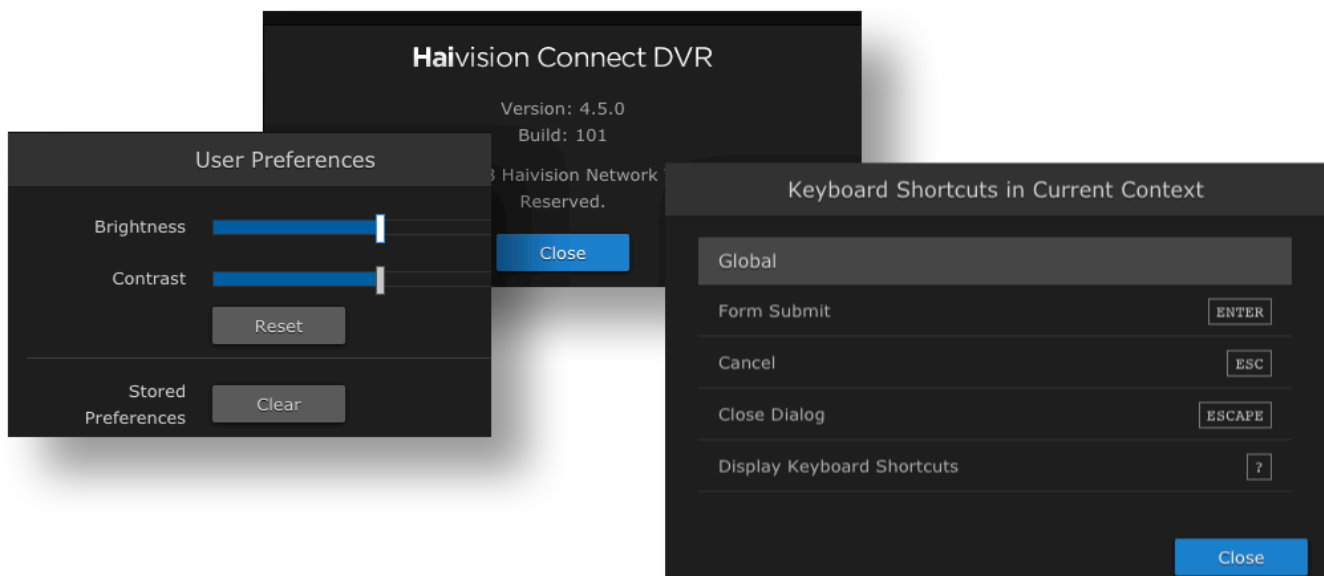 Haivision Connect DVR
Version: 4.5.0
Build: 101
Haivision Network
Reserved.
Close
User Preferences
Brightness
Contrast
Reset
Stored
Preferences
Clear
Keyboard Shortcuts in Current Context
Global
Form Submit ENTER
Cancel ESC
Close Dialog ESCAPE
Display Keyboard Shortcuts ?
Close